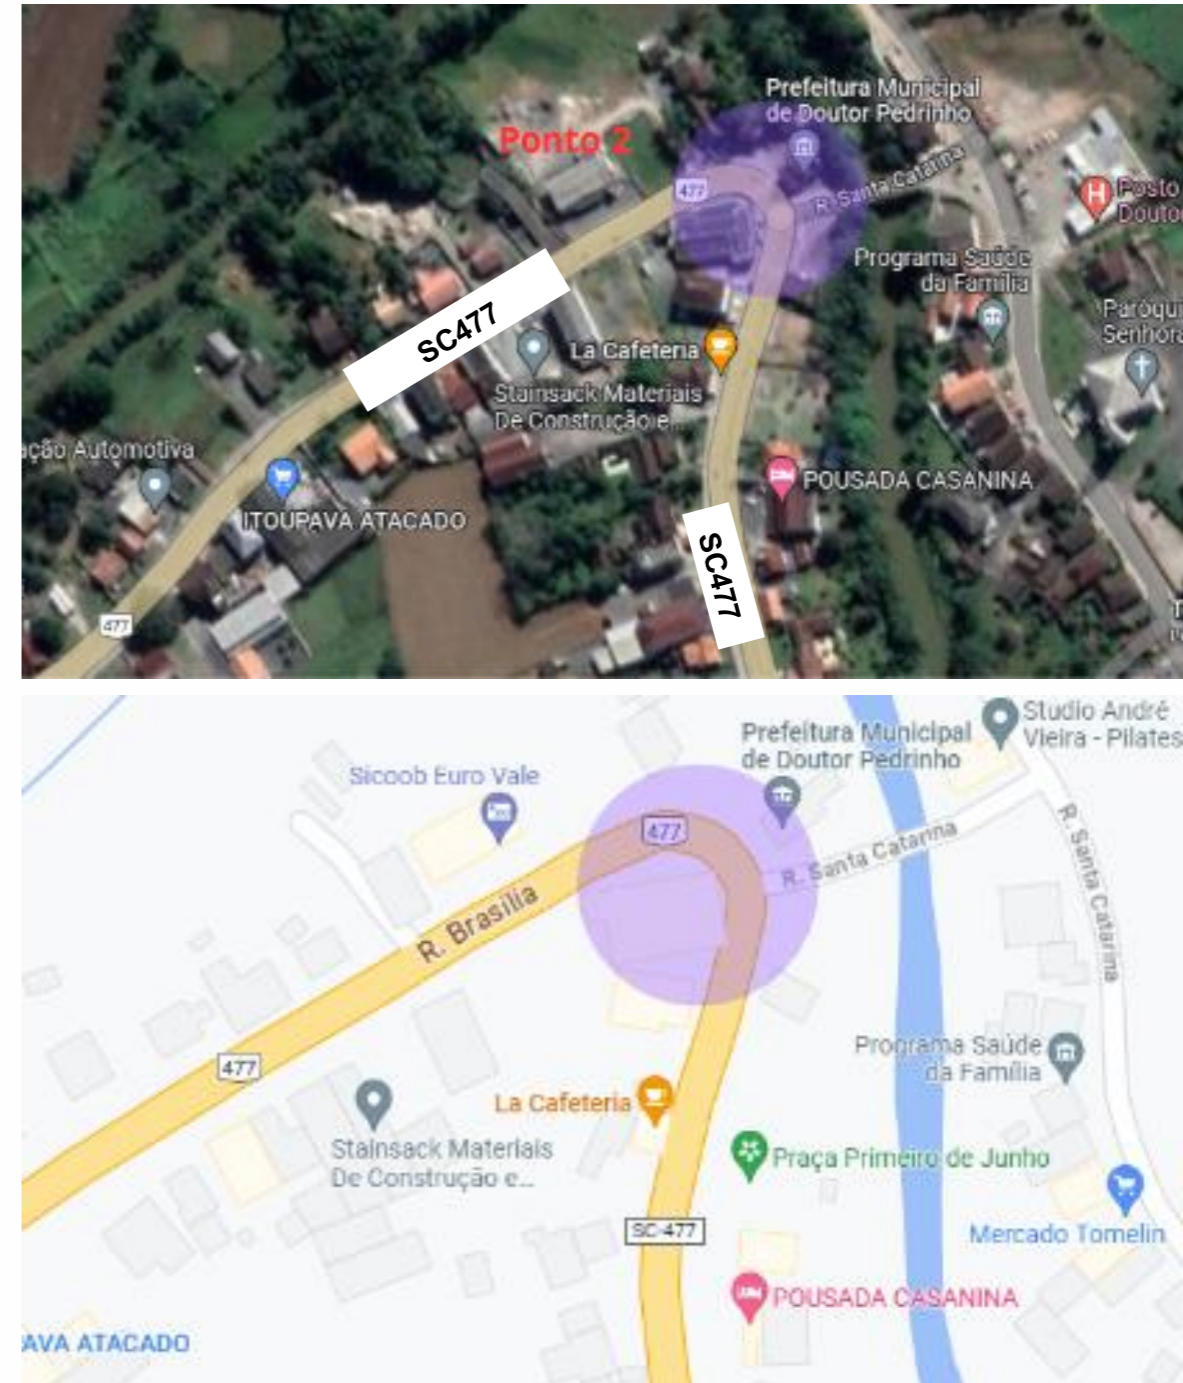 Prefeitura Municipal
de Doutor Pedrinho
Ponto 2
477
R. Santa Catarina
Posto
Programa Saúde
da Família
SC477
La Cafeteria
Stainsack Materiais
De Construção e...
ação Automotiva
POUSADA CASANINA
ITOUPAVA ATACADO
SC477
477
Studio André
Vieira - Pilates
Prefeitura Municipal
de Doutor Pedrinho
Sicoob Euro Vale
477
R. Santa Catarina
R. Santa Catarina
R. Brasília
477
Programa Saúde
da Família
La Cafeteria
Stainsack Materiais
De Construção e...
Praça Primeiro de Junho
SC-477
Mercado Tomelin
POUSADA CASANINA
AVA ATACADO